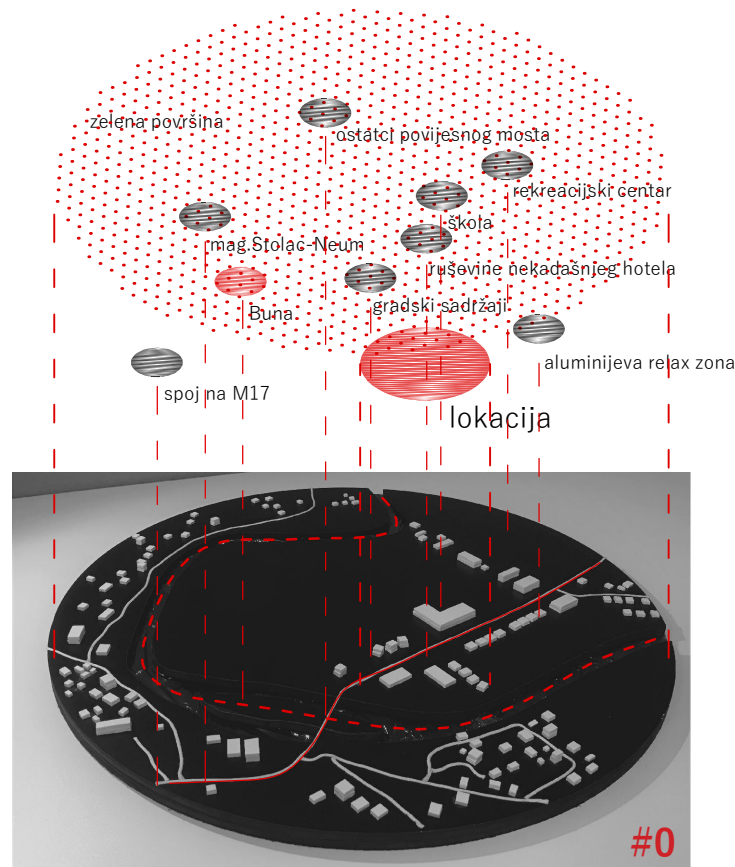 zelena površina
ostatci povijesnog mosta
rekreacijski centar
škola
mag.Stolac-Neum
rušovine nekadašnjeg hotela
gradski sadržaji
Buna
aluminijeva relax zona
spoj na M17
lokacija
#0